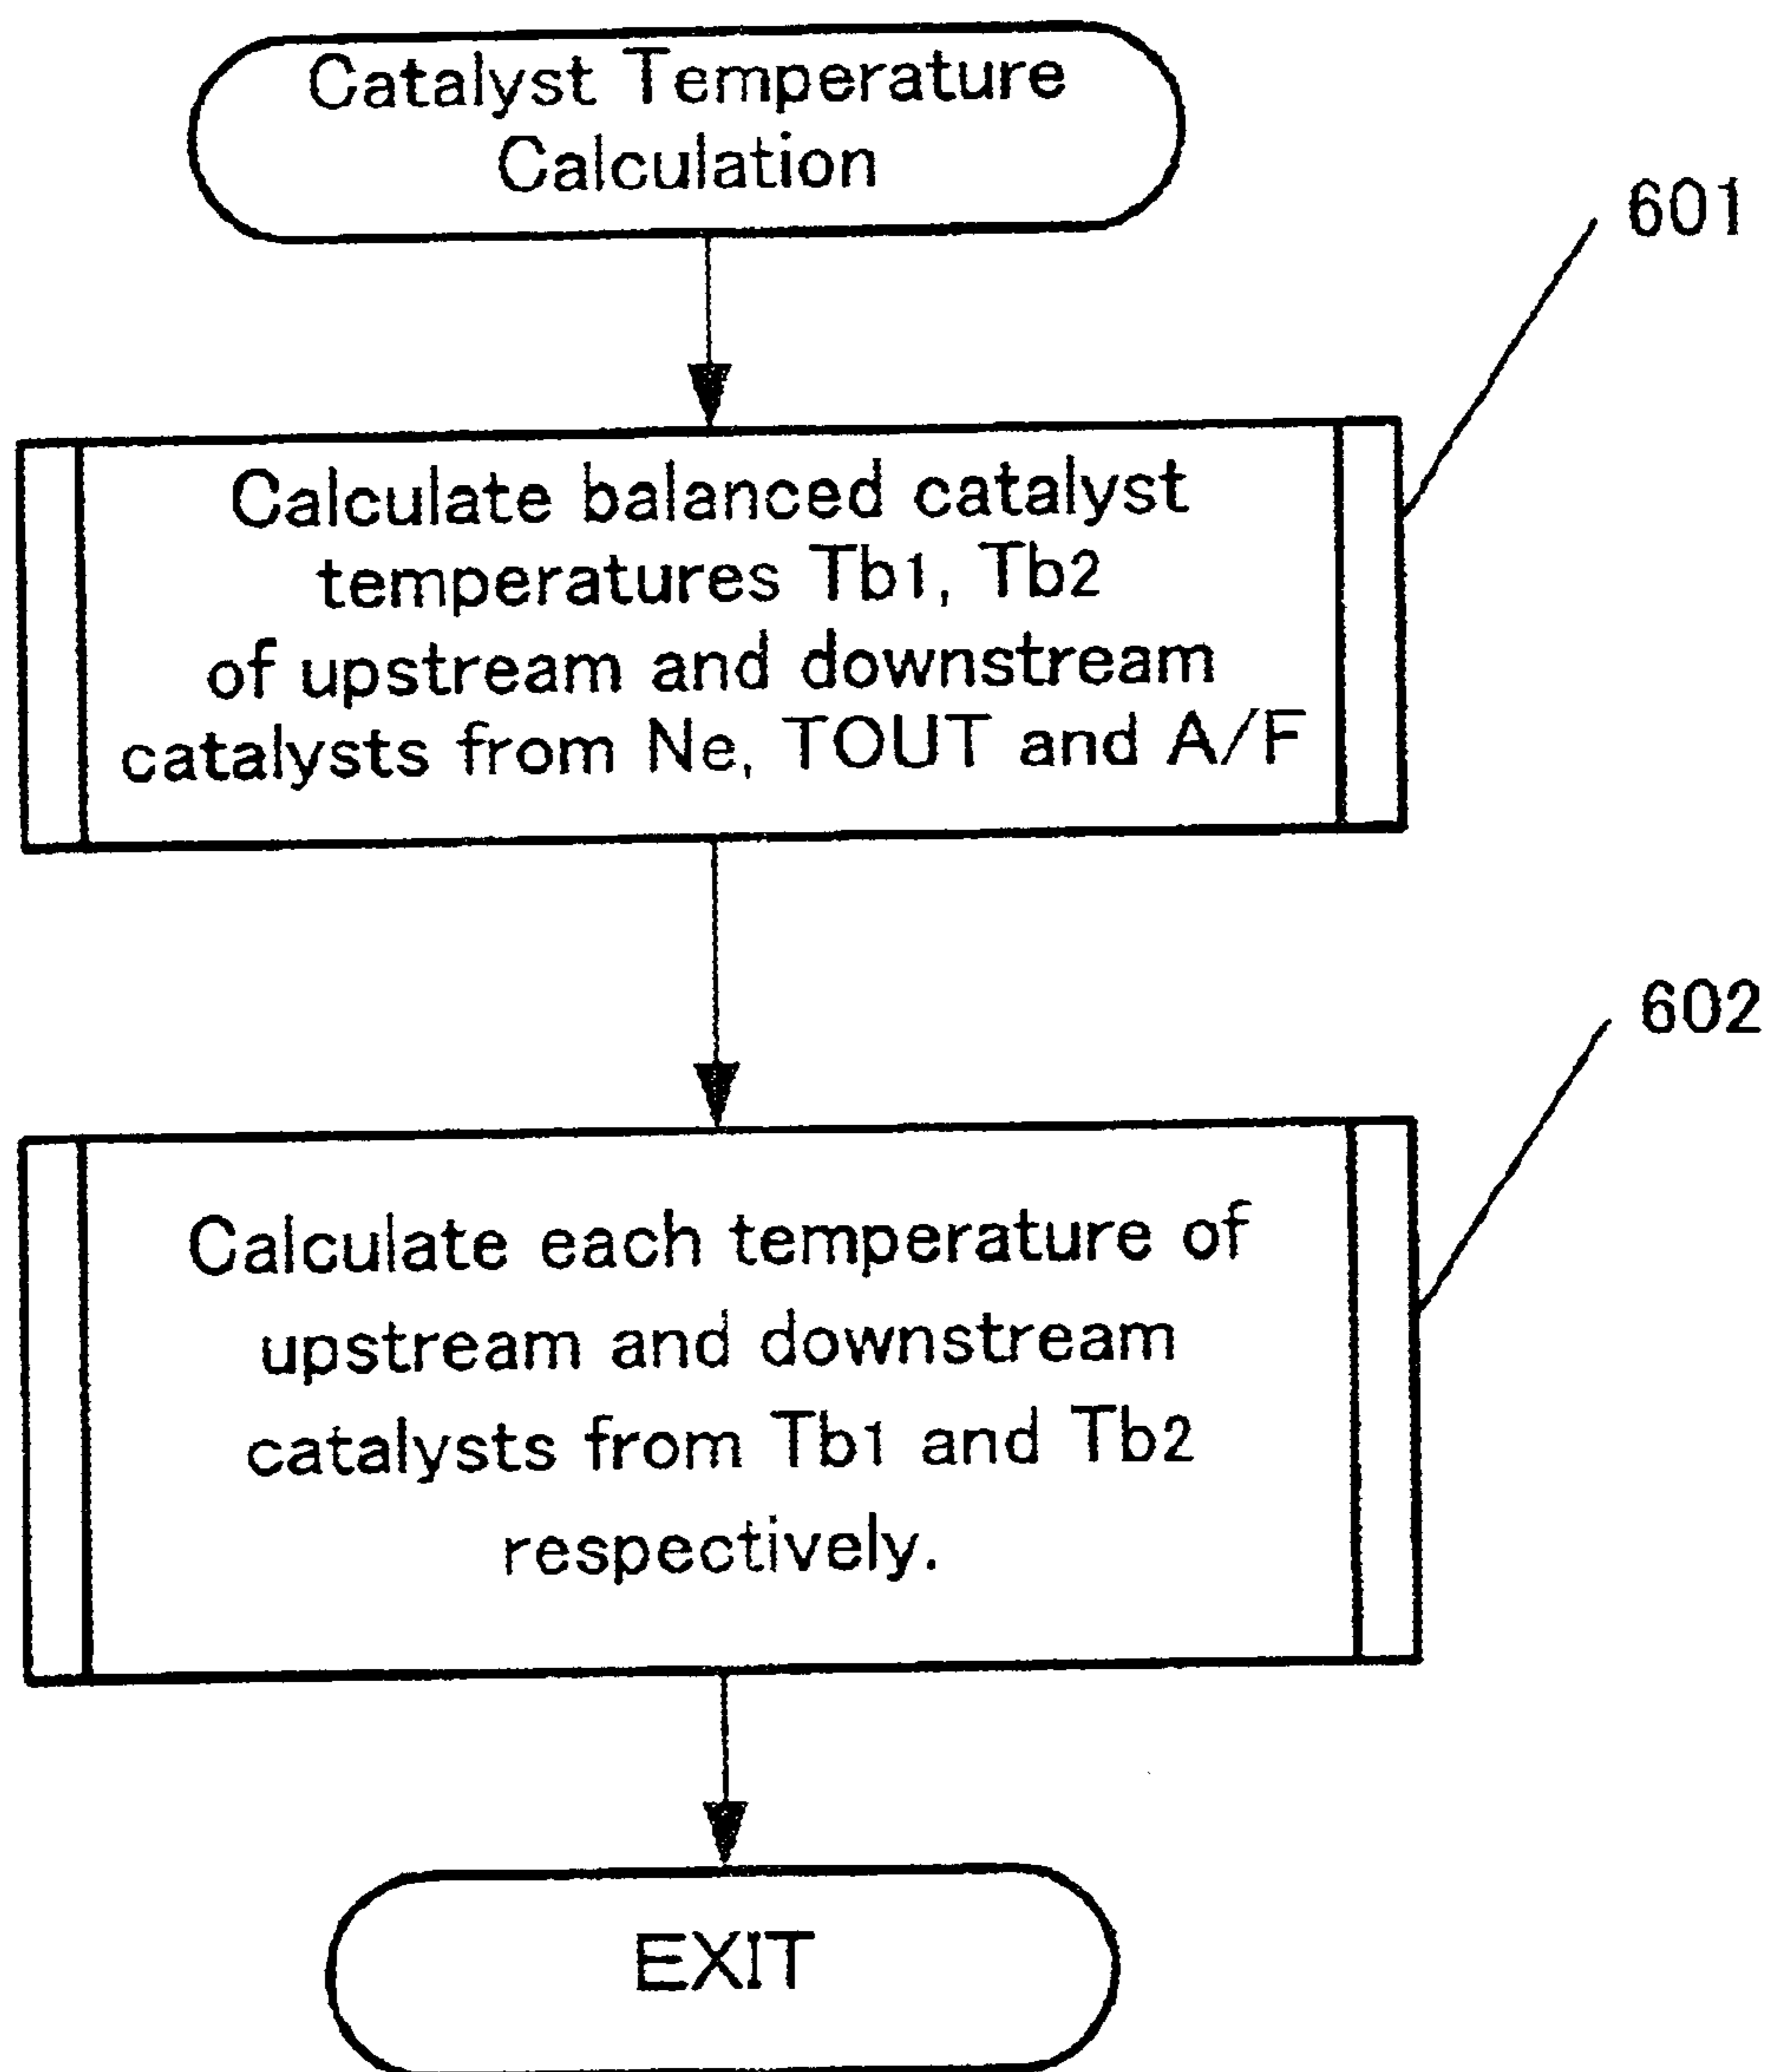 Catalyst Temperature
Calculation
601
Calculate balanced catalyst
temperatures Tb1, Tb2
of upstream and downstream
catalysts from Ne, TOUT and A/F
602
Calculate each temperature of
upstream and downstream
catalysts from Tb1 and Tb2
respectively.
EXIT